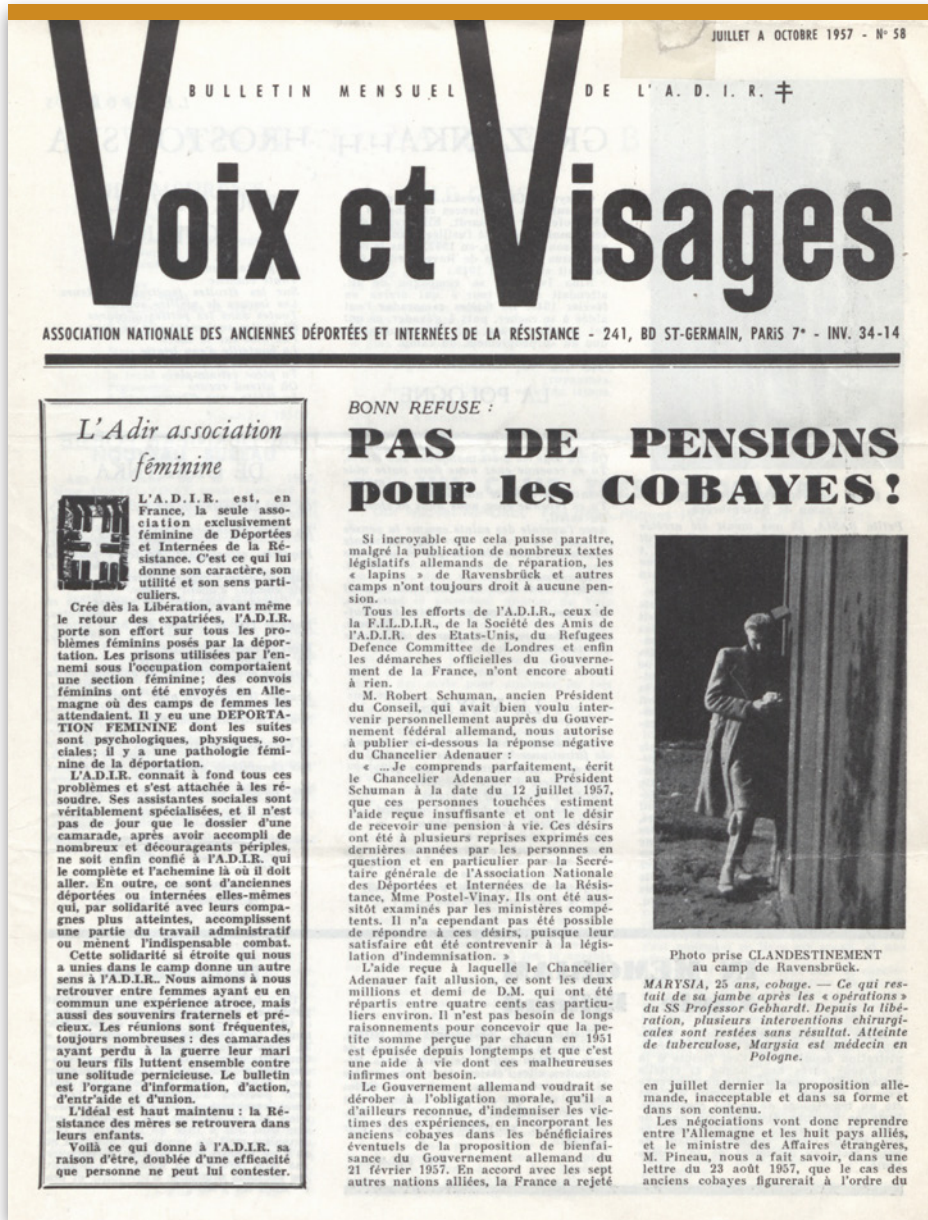 JUILLET A OCTOBRE 1957 - N° 58
BULLETIN MENSUEL DE L'A.D.I.R.
Voix et Visages
ASSOCIATION NATIONALE DES ANCIENNES DÉPORTÉES ET INTERNÉES DE LA RÉSISTANCE - 241, BD ST-GERMAIN, PARIS 7e - INV. 34-14
L'Adir association
féminine
L'A.D.I.R. est, en
France, la seule asso-
ciation exclusivement
féminine de Déportées
et Internées de la Ré-
sistance. C'est ce qui lui
donne son caractère, son
utilité et son sens parti-
culiers.
Crée dès la Libération, avant même
le retour des expatriées, l'A.D.I.R.
porte son effort sur tous les pro-
blèmes féminins posés par la dépor-
tation. Les prisons utilisées par l'en-
nemi sous l'occupation comportaient
une section féminine; des convois
féminins ont été envoyés en Alle-
magne où des camps de femmes les
attendaient. Il y eu une DEPORTA-
TION FEMININE dont les suites
sont psychologiques, physiques, so-
ciales; il y a une pathologie fémi-
nine de la déportation.
L'A.D.I.R. connait à fond tous ces
problèmes et s'est attachée à les ré-
soudre. Ses assistantes sociales sont
véritablement spécialisées, et il n'est
pas de jour que le dossier d'une
camarade, après avoir accompli de
nombreux et décourageants périples,
ne soit enfin confié à l'A.D.I.R. qui
le complète et l'achemine là où il doit
aller. En outre, ce sont d'anciennes
déportées ou internées elles-mêmes
qui, par solidarité avec leurs compa-
gnes plus atteintes, accomplissent
une partie du travail administratif
ou mènent l'indispensable combat.
Cette solidarité si étroite qui nous
a unies dans le camp donne un autre
sens à l'A.D.I.R. Nous aimons à nous
retrouver entre femmes ayant eu en
commun une expérience atroce, mais
aussi des souvenirs fraternels et pré-
cieux. Les réunions sont fréquentes,
toujours nombreuses : des camarades
ayant perdu à la guerre leur mari
ou leurs fils luttent ensemble contre
une solitude pernicieuse. Le bulletin
est l'organe d'information, d'action,
d'entr'aide et d'union.
L'idéal est haut maintenu : la Ré-
sistance des mères se retrouvera dans
leurs enfants.
Voilà ce qui donne à l'A.D.I.R. sa
raison d'être, doublée d'une efficacité
que personne ne peut lui contester.
BONN REFUSE :
PAS DE PENSIONS
pour les COBAYES !
Si incroyable que cela puisse paraître,
malgré la publication de nombreux textes
législatifs allemands de réparation, les
« lapins » de Ravensbrück et autres
camps n'ont toujours droit à aucune pen-
sion.
Tous les efforts de l'A.D.I.R., ceux de
la F.I.L.D.I.R., de la Société des Amis de
l'A.D.I.R. des Etats-Unis, du Refugees
Defence Committee de Londres et enfin
les démarches officielles du Gouverne-
ment de la France, n'ont encore abouti
à rien.
M. Robert Schuman, ancien Président
du Conseil, qui avait bien voulu inter-
venir personnellement auprès du Gouver-
nement fédéral allemand, nous autorise
à publier ci-dessous la réponse négative
du Chancelier Adenauer :
« ...Je comprends parfaitement, écrit
le Chancelier Adenauer au Président
Schuman à la date du 12 juillet 1957,
que ces personnes touchées estiment
l'aide reçue insuffisante et ont le désir
de recevoir une pension à vie. Ces désirs
ont été à plusieurs reprises exprimés ces
dernières années par les personnes en
question et en particulier par la Secré-
taire générale de l'Association Nationale
des Déportées et Internées de la Résis-
tance, Mme Postel-Vinay. Ils ont été aus-
sitôt examinés par les ministères compé-
tents. Il n'a cependant pas été possible
de répondre à ces désirs, puisque leur
satisfaire eût été contrevenir à la légis-
lation d'indemnisation. »
L'aide reçue à laquelle le Chancelier
Adenauer fait allusion, ce sont les deux
millions et demi de D.M. qui ont été
répartis entre quatre cents cas particu-
liers environ. Il n'est pas besoin de longs
raisonnements pour concevoir que la pe-
tite somme perçue par chacun en 1951
est épuisée depuis longtemps et que c'est
une aide à vie dont ces malheureuses
infirmes ont besoin.
Le Gouvernement allemand voudrait se
dérober à l'obligation morale, qu'il a
d'ailleurs reconnue, d'indemniser les vic-
times des expériences, en incorporant les
anciens cobayes dans les bénéficiaires
éventuels de la proposition de bienfai-
sance du Gouvernement allemand du
21 février 1957. En accord avec les sept
autres nations alliées, la France a rejeté
Photo prise CLANDESTINEMENT
au camp de Ravensbrück.
MARYSIA, 25 ans, cobaye. — Ce qui res-
tait de sa jambe après les « opérations »
du SS Professor Gebhardt. Depuis la libé-
ration, plusieurs interventions chirurgi-
cales sont restées sans résultat. Atteinte
de tuberculose, Marysia est médecin en
Pologne.
en juillet dernier la proposition alle-
mande, inacceptable et dans sa forme et
dans son contenu.
Les négociations vont donc reprendre
entre l'Allemagne et les huit pays alliés,
et le ministre des Affaires étrangères,
M. Pineau, nous a fait savoir, dans une
lettre du 23 août 1957, que le cas des
anciens cobayes figurerait à l'ordre du